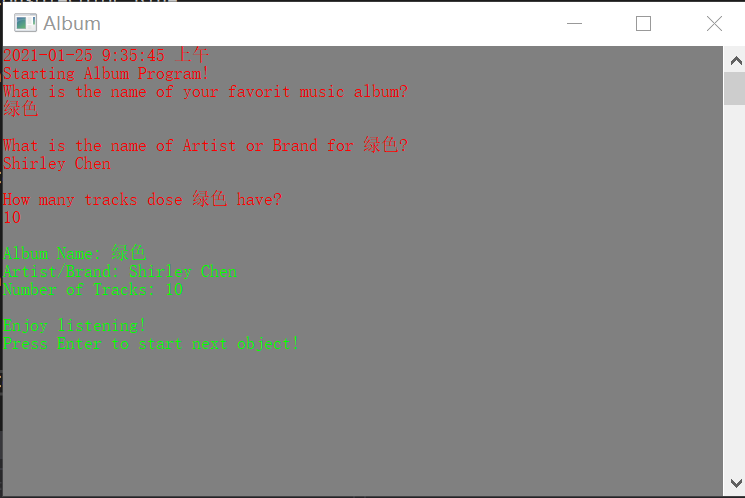 Album
2021-01-25 9:35:45 上午
Starting Album Program!
What is the name of your favorit music album?
绿色
What is the name of Artist or Brand for 绿色?
Shirley Chen
How many tracks dose 绿色 have?
10
Album Name: 绿色
Artist/Brand: Shirley Chen
Number of Tracks: 10
Enjoy listening!
Press Enter to start next object!